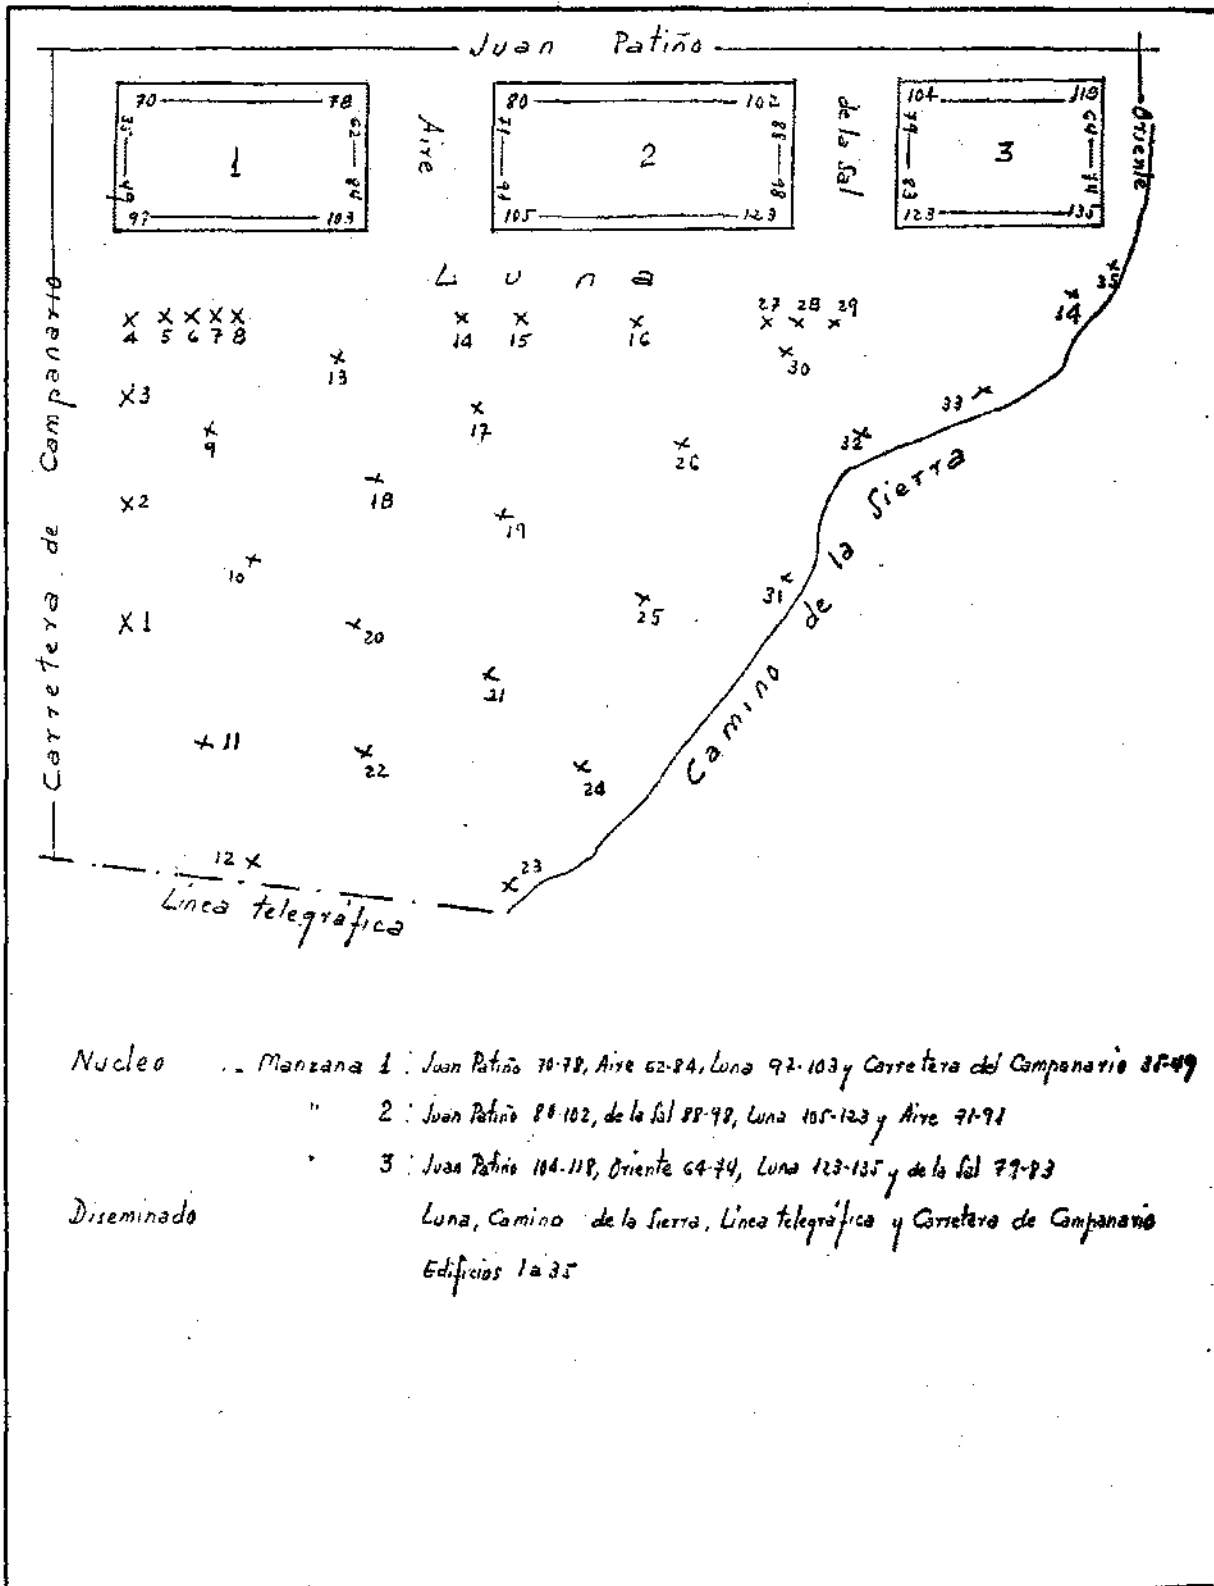 Juan Patiño
70 78
62 84
35 49
97 103
1
Aire
80 102
71 91
88 98
105 123
2
de la Sal
104 118
79 83
64 74
123 135
3
Oriente
Luna
Carretera de Campanario
4 5 6 7 8
14 15 16
27 28 29
30
35
34
13
3
17
33
9
26
32
2
18
19
10
31
1
20
25
21
11
22
24
12
23
Camino de la Sierra
Línea telegráfica
Nucleo .. Manzana 1 : Juan Patiño 70-78, Aire 62-84, Luna 97-103 y Carretera del Campanario 35-49
" 2 : Juan Patiño 80-102, de la Sal 88-98, Luna 105-123 y Aire 71-91
" 3 : Juan Patiño 104-118, Oriente 64-74, Luna 123-135 y de la Sal 79-83
Diseminado Luna, Camino de la Sierra, Línea telegráfica y Carretera de Campanario
Edificios 1 a 35